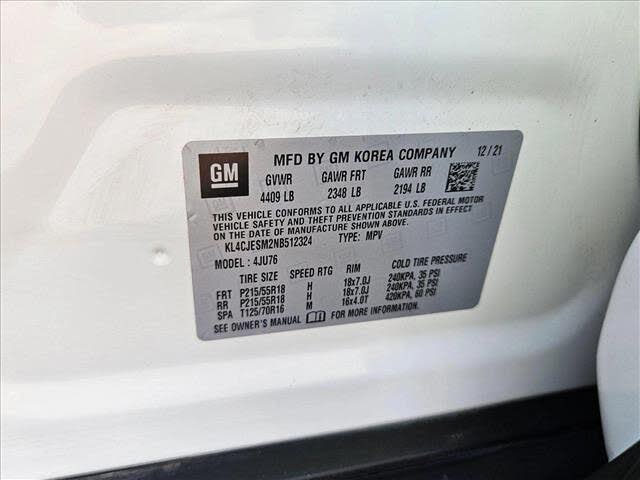 GM MFD BY GM KOREA COMPANY 12/21
GVWR GAWR FRT GAWR RR
4409 LB 2348 LB 2194 LB
THIS VEHICLE CONFORMS TO ALL APPLICABLE U.S. FEDERAL MOTOR
VEHICLE SAFETY AND THEFT PREVENTION STANDARDS IN EFFECT
ON THE DATE OF MANUFACTURE SHOWN ABOVE.
KL4CJESM2NB512324 TYPE: MPV
MODEL: 4JU76
TIRE SIZE SPEED RTG RIM COLD TIRE PRESSURE
FRT P215/55R18 H 18x7.0J 240KPA, 35 PSI
RR P215/55R18 H 18x7.0J 240KPA, 35 PSI
SPA T125/70R16 M 16x4.0T 420KPA, 60 PSI
SEE OWNER'S MANUAL FOR MORE INFORMATION.